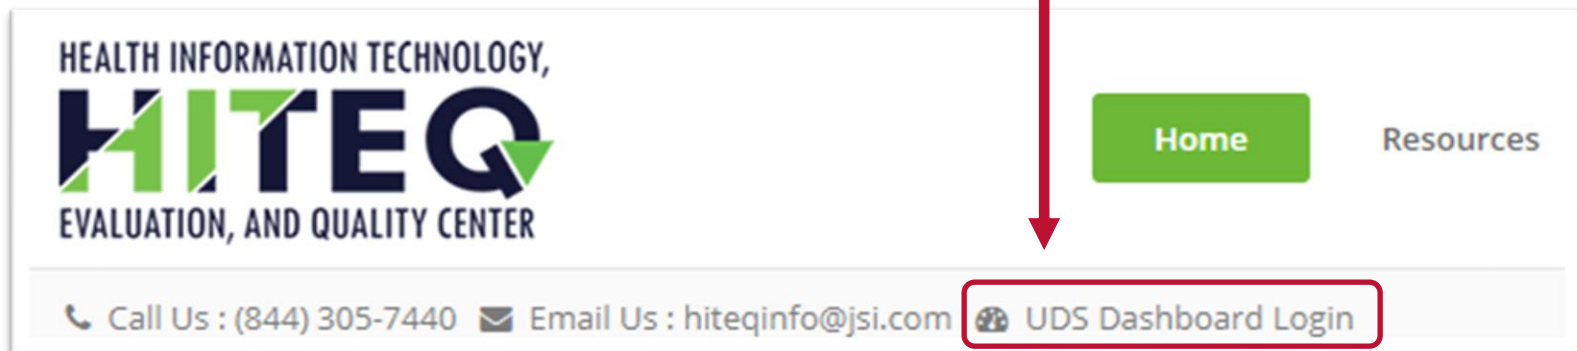 HEALTH INFORMATION TECHNOLOGY,
HITEQ
EVALUATION, AND QUALITY CENTER
Home Resources
Call Us : (844) 305-7440 Email Us : hiteqinfo@jsi.com UDS Dashboard Login